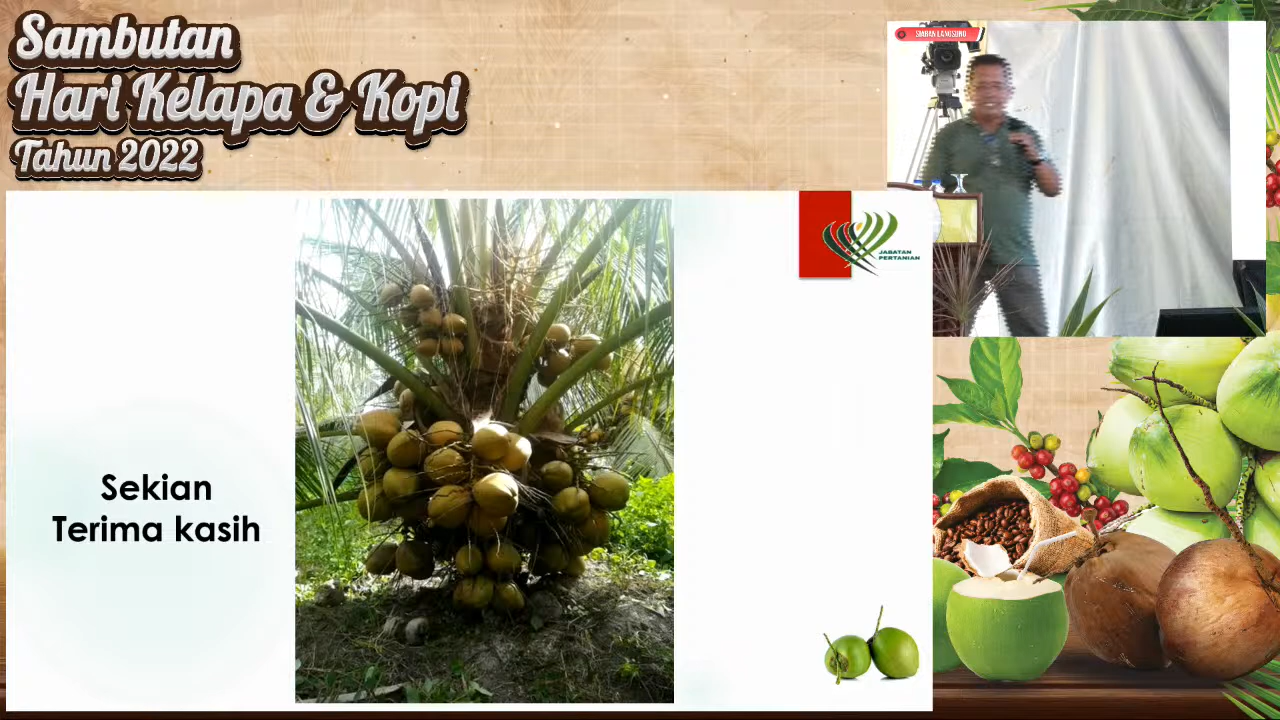 Sambutan
Hari Kelapa & Kopi
Tahun 2022
SIARAN LANGSUNG
JABATAN
PERTANIAN
Sekian
Terima kasih